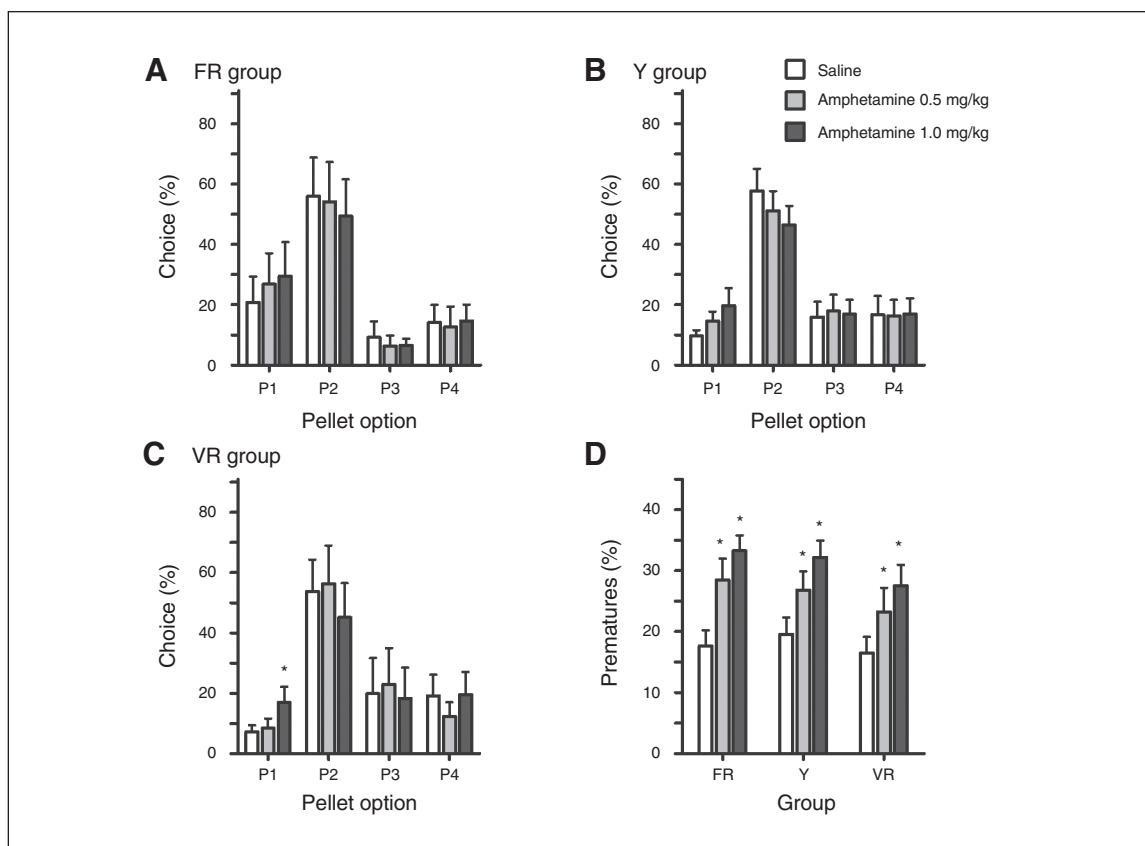 A FR group
80
60
40
20
0
Choice (%)
P1 P2 P3 P4
Pellet option
B Y group
Saline
Amphetamine 0.5 mg/kg
Amphetamine 1.0 mg/kg
80
60
40
20
0
Choice (%)
P1 P2 P3 P4
Pellet option
C VR group
80
60
40
20
0
Choice (%)
*
P1 P2 P3 P4
Pellet option
D
40
30
20
10
0
Prematures (%)
* * * * * *
FR Y VR
Group